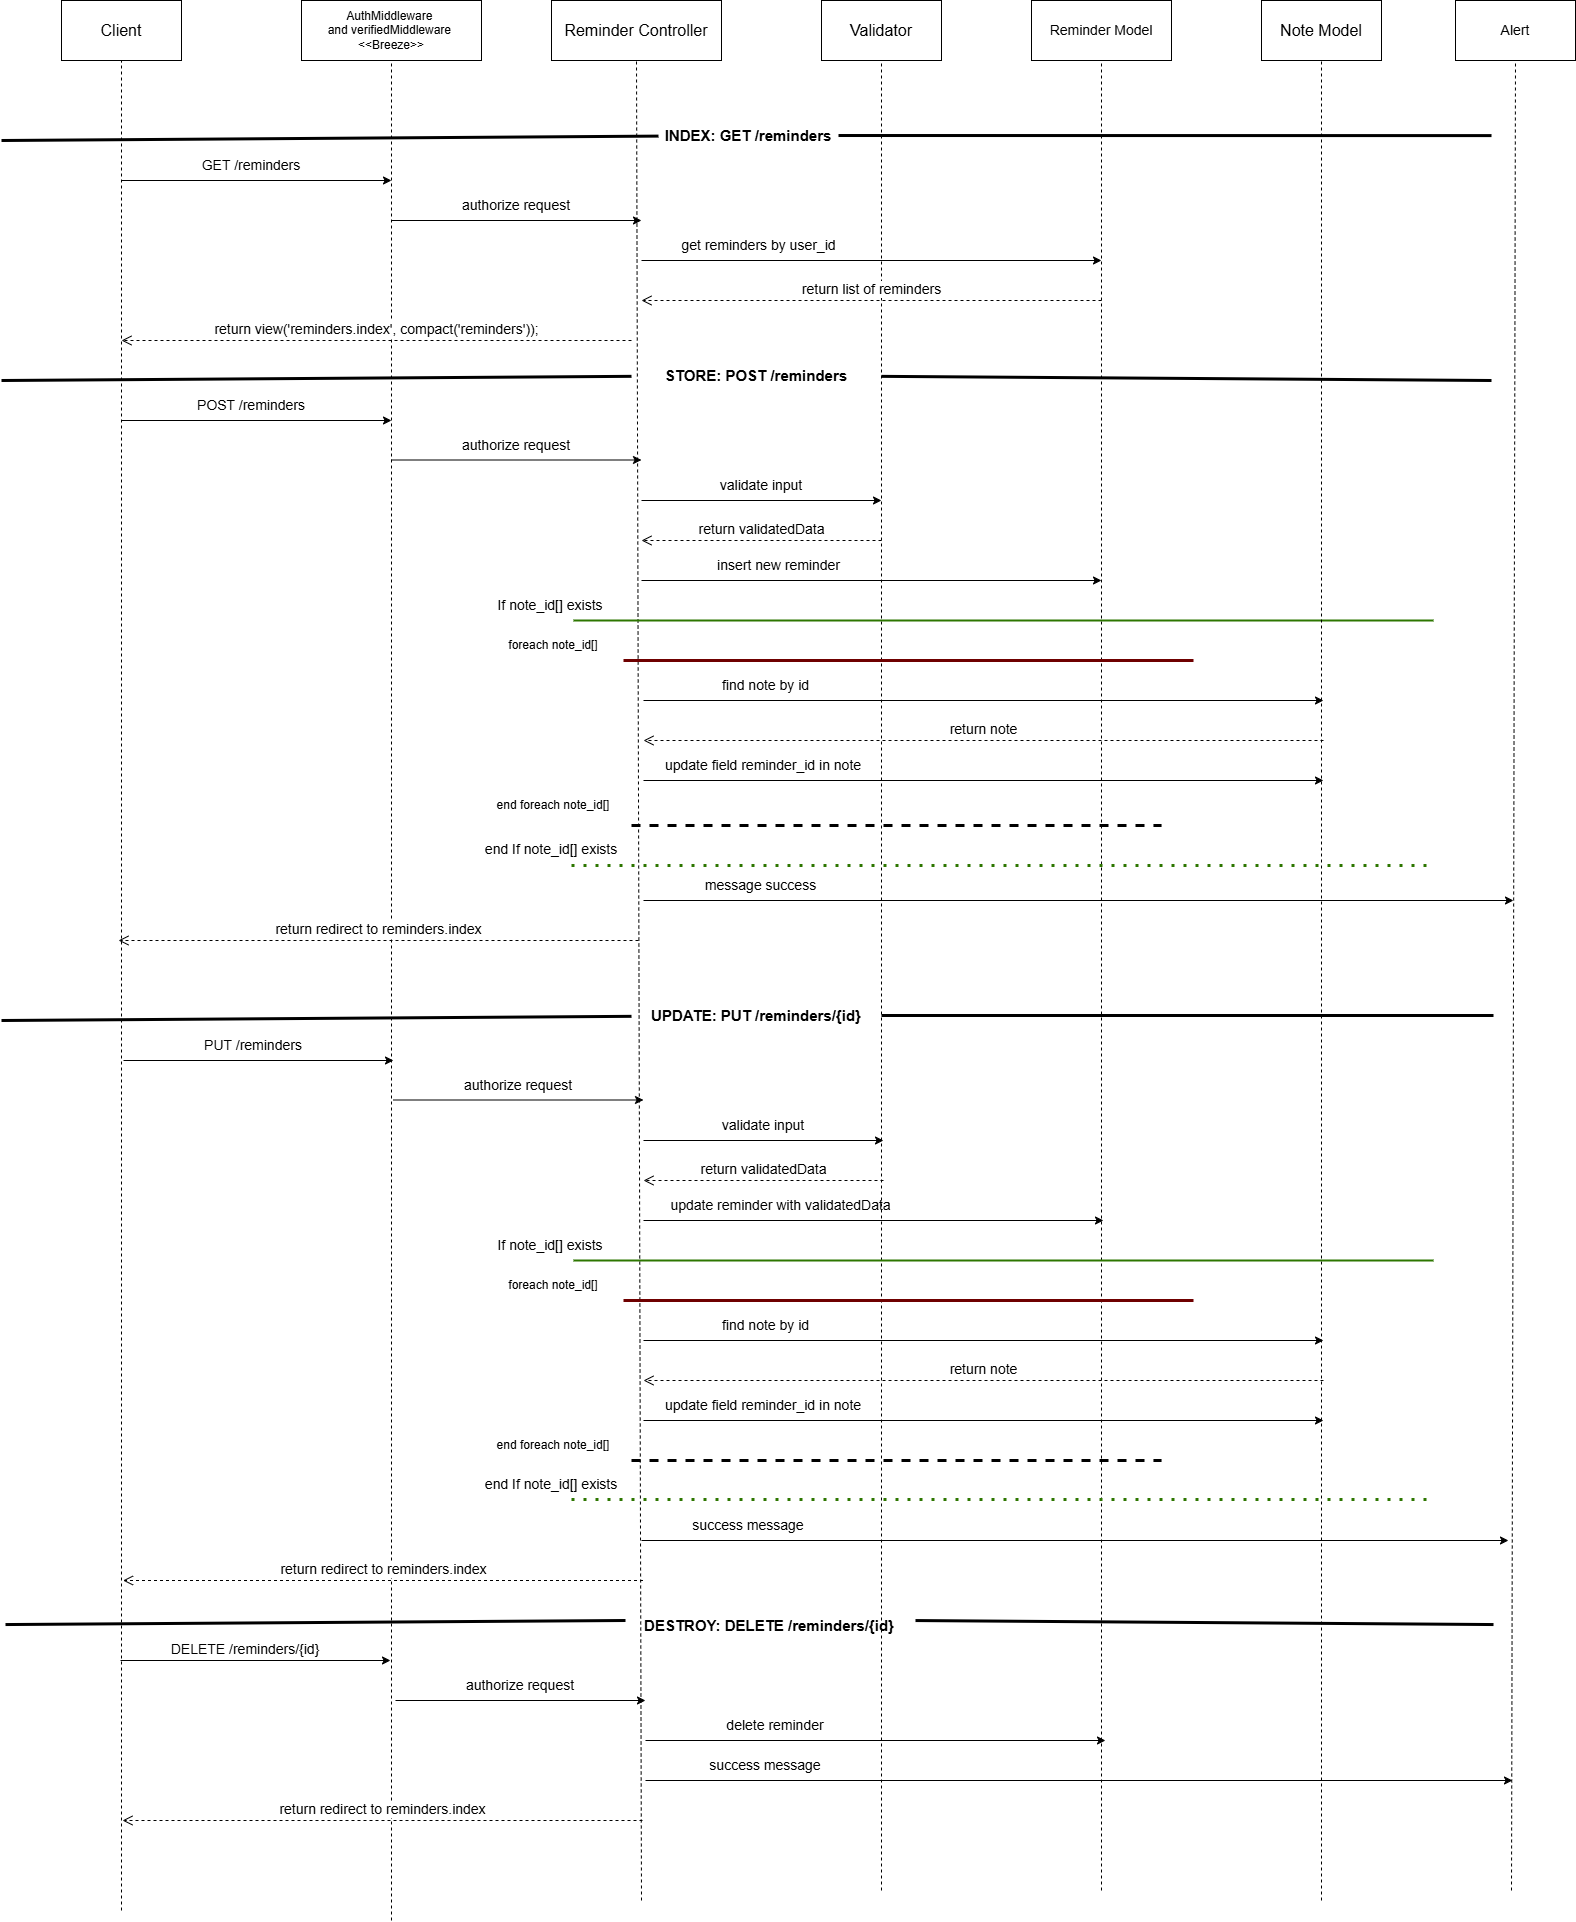 Client
AuthMiddleware
and verifiedMiddleware
<<Breeze>>
Reminder Controller
Validator
Reminder Model
Note Model
Alert
INDEX: GET /reminders
GET /reminders
authorize request
get reminders by user_id
return list of reminders
return view('reminders.index', compact('reminders'));
STORE: POST /reminders
POST /reminders
authorize request
validate input
return validatedData
insert new reminder
If note_id[] exists
foreach note_id[]
find note by id
return note
update field reminder_id in note
end foreach note_id[]
end If note_id[] exists
message success
return redirect to reminders.index
UPDATE: PUT /reminders/{id}
PUT /reminders
authorize request
validate input
return validatedData
update reminder with validatedData
If note_id[] exists
foreach note_id[]
find note by id
return note
update field reminder_id in note
end foreach note_id[]
end If note_id[] exists
success message
return redirect to reminders.index
DESTROY: DELETE /reminders/{id}
DELETE /reminders/{id}
authorize request
delete reminder
success message
return redirect to reminders.index